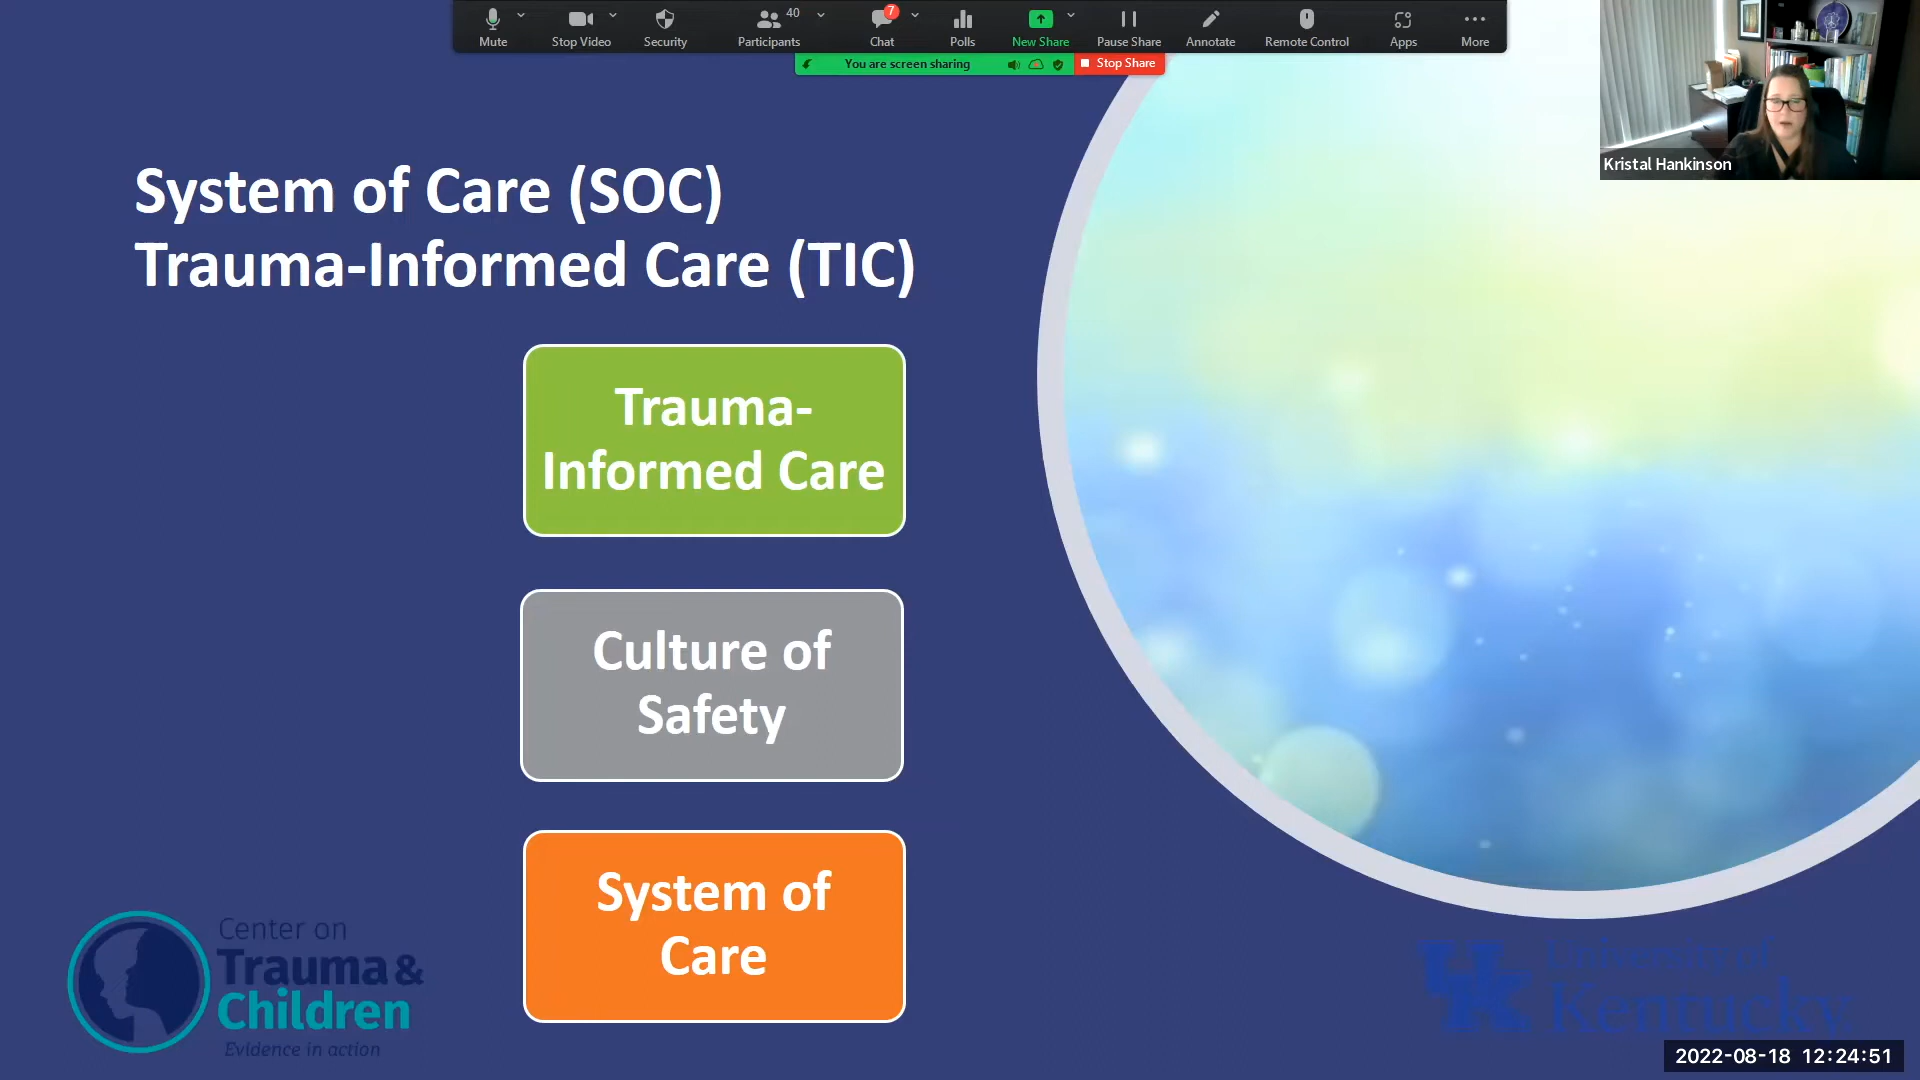 Mute
Stop Video
Security
40
Participants
7
Chat
Polls
New Share
Pause Share
Annotate
Remote Control
Apps
More
You are screen sharing
Stop Share
Kristal Hankinson
System of Care (SOC)
Trauma-Informed Care (TIC)
Trauma-
Informed Care
Culture of
Safety
System of
Care
Center on
Trauma &
Children
Evidence in action
UK
University of
Kentucky
2022-08-18 12:24:51